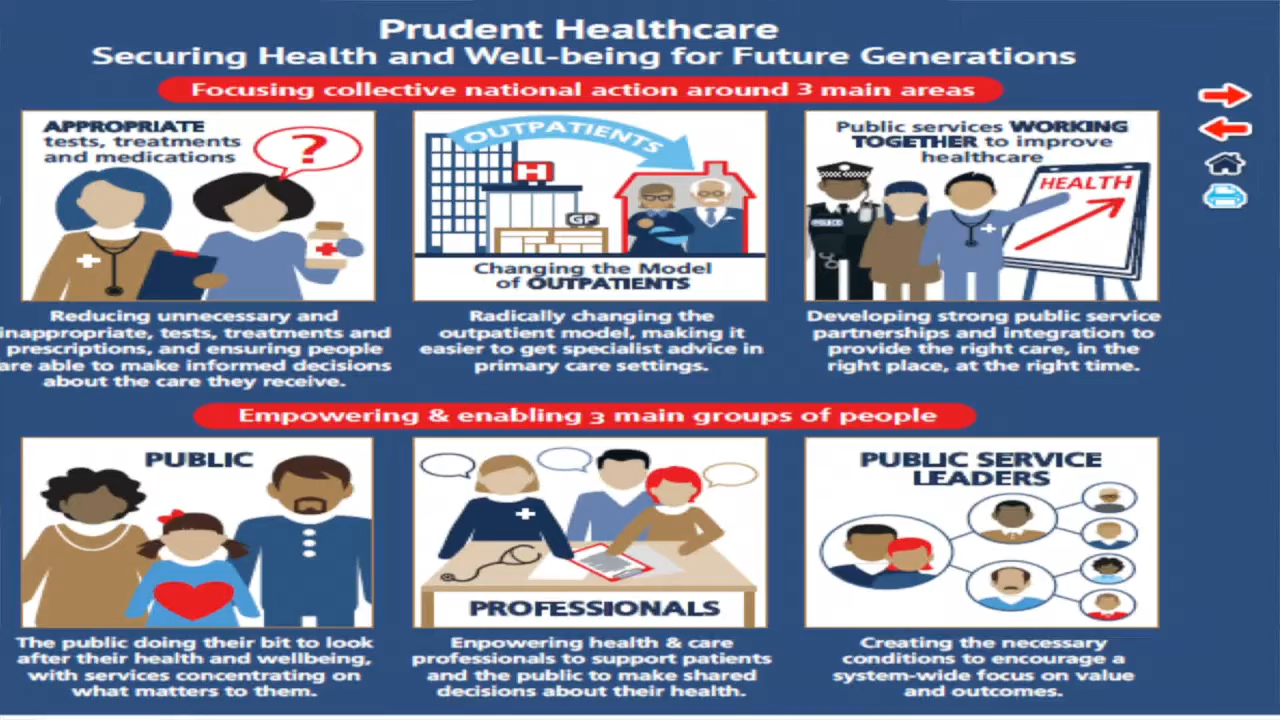 Prudent Healthcare
Securing Health and Well-being for Future Generations
Focusing collective national action around 3 main areas
APPROPRIATE
tests, treatments
and medications
?
OUTPATIENTS
H
GP
Changing the Model
of OUTPATIENTS
Public services WORKING
TOGETHER to improve
healthcare
HEALTH
Reducing unnecessary and
inappropriate, tests, treatments and
prescriptions, and ensuring people
are able to make informed decisions
about the care they receive.
Radically changing the
outpatient model, making it
easier to get specialist advice in
primary care settings.
Developing strong public service
partnerships and integration to
provide the right care, in the
right place, at the right time.
Empowering & enabling 3 main groups of people
PUBLIC
PROFESSIONALS
PUBLIC SERVICE
LEADERS
The public doing their bit to look
after their health and wellbeing,
with services concentrating on
what matters to them.
Enpowering health & care
professionals to support patients
and the public to make shared
decisions about their health.
Creating the necessary
conditions to encourage a
system-wide focus on value
and outcomes.